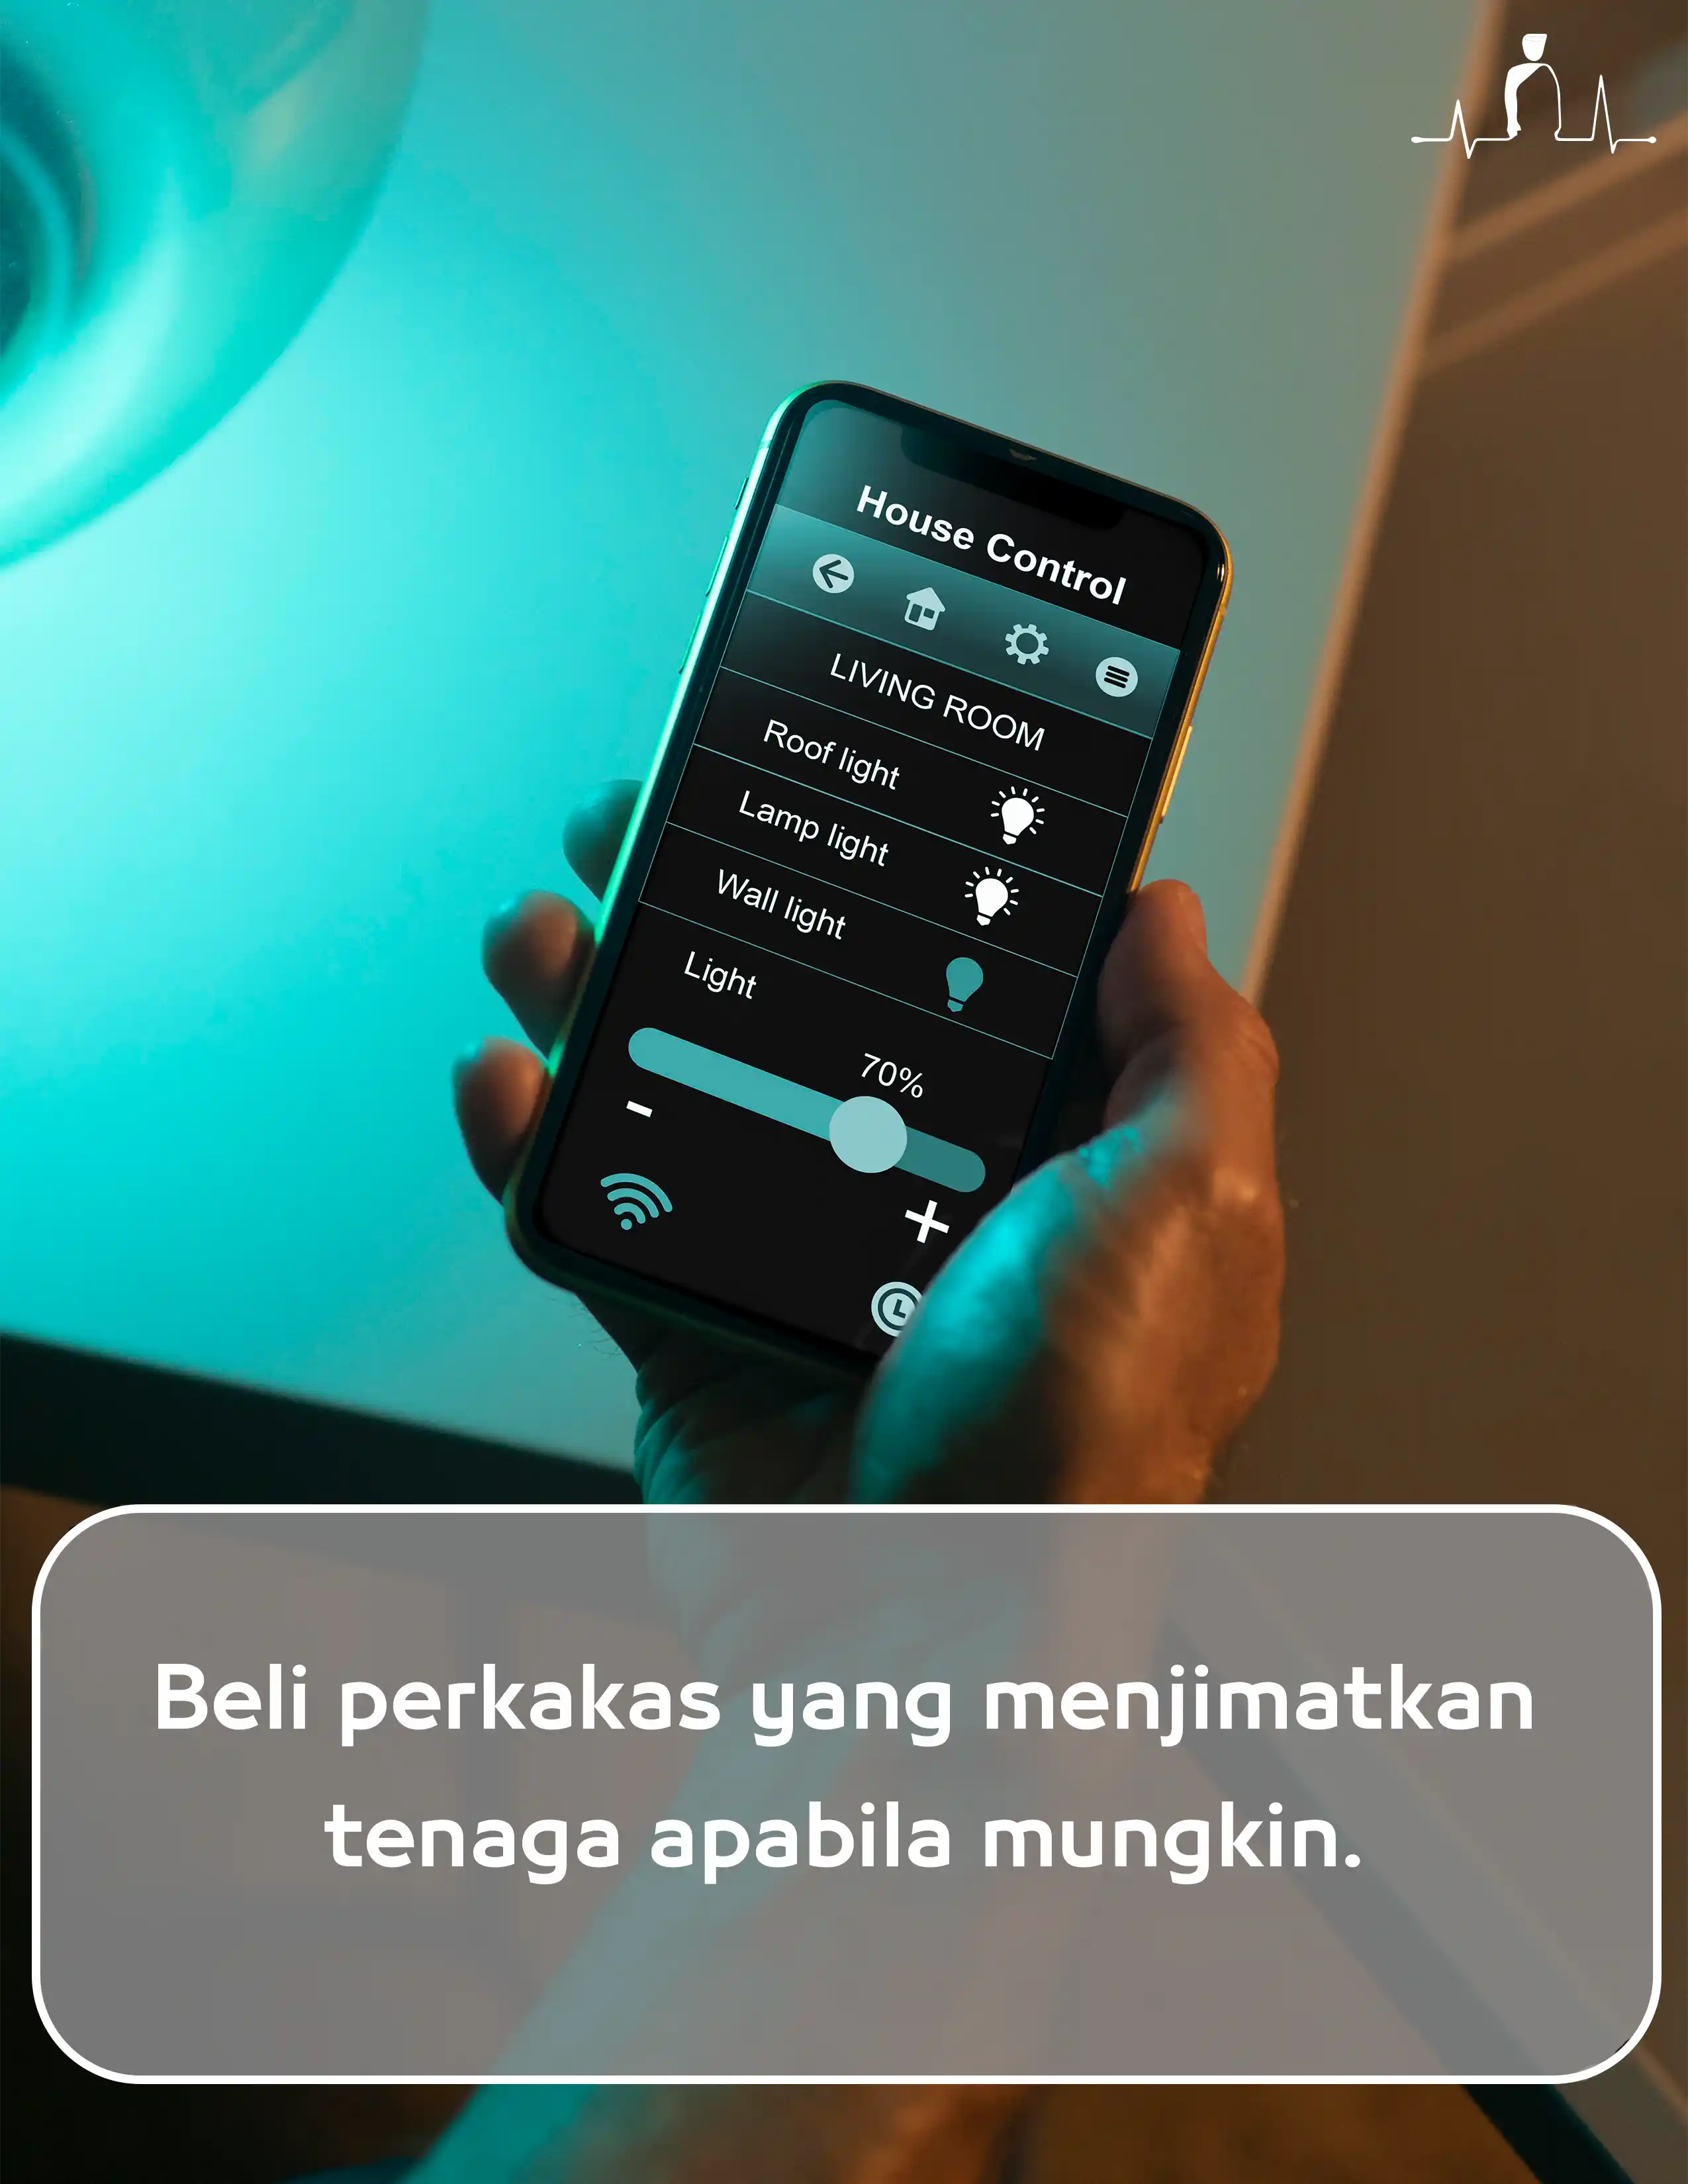 House Control
LIVING ROOM
Roof light
Lamp light
Wall light
Light
70%
-
+
Beli perkakas yang menjimatkan
tenaga apabila mungkin.